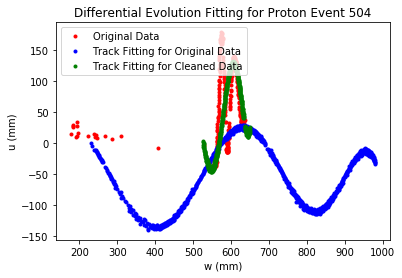 Differential Evolution Fitting for Proton Event 504
Original Data
Track Fitting for Original Data
Track Fitting for Cleaned Data
u (mm)
150
100
50
0
−50
−100
−150
200 300 400 500 600 700 800 900 1000
w (mm)